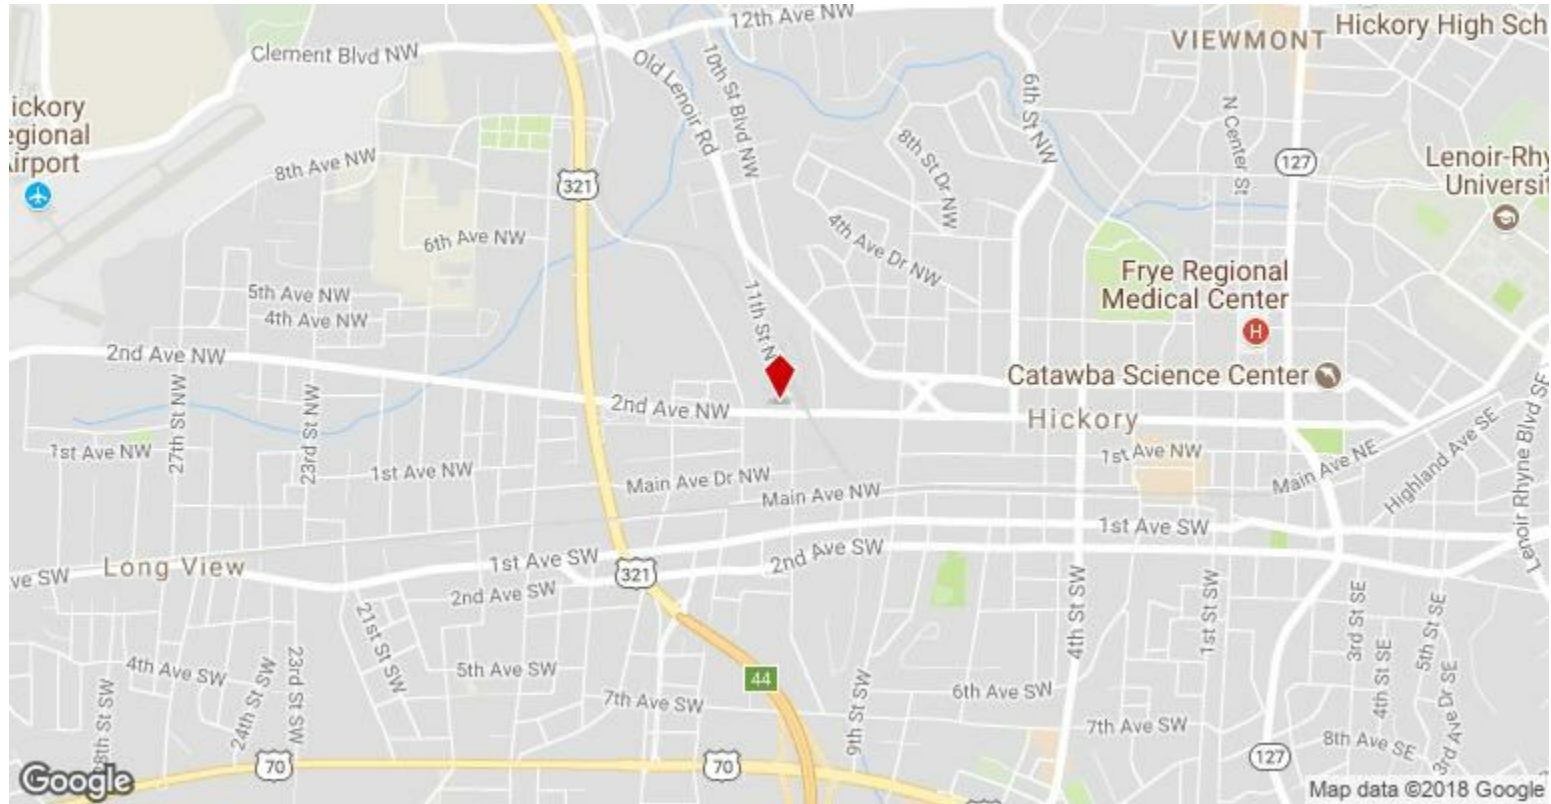 12th Ave NW
Hickory High Sch
VIEWMONT
Clement Blvd NW
Old Lenoir Rd
10th St Blvd NW
6th St NW
N Center St
ickory
egional
Airport
8th Ave NW
321
8th St Dr NW
127
Lenoir-Rhy
Universit
6th Ave NW
4th Ave Dr NW
5th Ave NW
4th Ave NW
11th St N
Frye Regional
Medical Center
H
2nd Ave NW
Catawba Science Center
2nd Ave NW
Hickory
27th St NW
23rd St NW
1st Ave NW
1st Ave NW
1st Ave NW
Main Ave Dr NW
Main Ave NW
Main Ave NE
Highland Ave SE
Lenoir Rhyne Blvd SE
1st Ave SW
1st Ave SW
2nd Ave SW
ve SW
Long View
321
2nd Ave SW
21st St SW
4th St SW
1st St SW
3rd St SE
5th St SE
4th Ave SW
24th St SW
23rd St SW
5th Ave SW
44
6th Ave SW
4th St SE
7th Ave SW
9th St SW
7th Ave SW
8th Ave SE
3rd Ave Dr SE
8th St SW
70
70
127
Google
Map data ©2018 Google